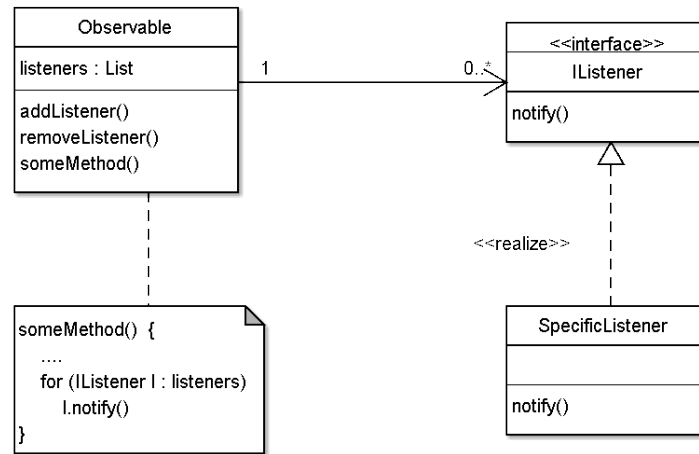 Observable
listeners : List
addListener()
removeListener()
someMethod()
1
0..*
<<interface>>
IListener
notify()
<<realize>>
someMethod() {
....
for (IListener l : listeners)
l.notify()
}
SpecificListener
notify()